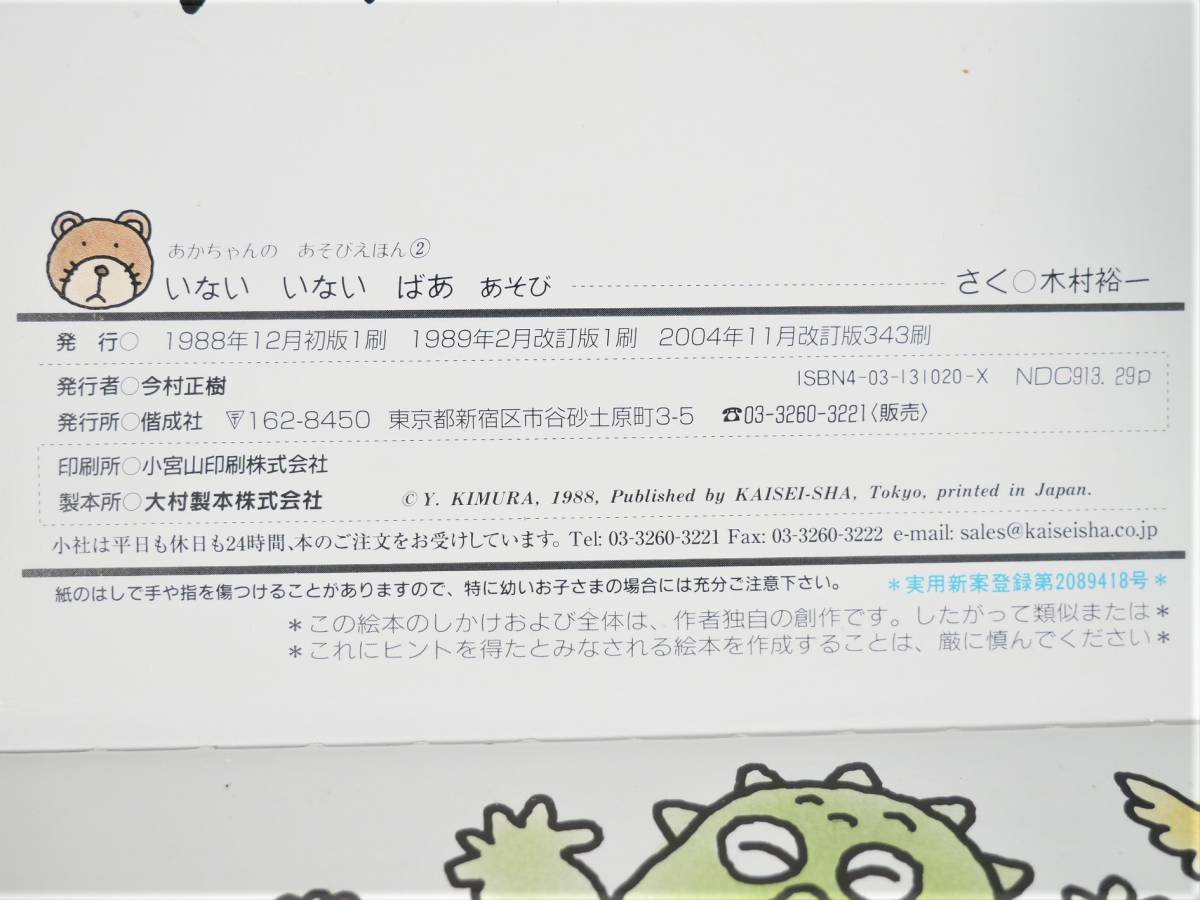 あかちゃんの あそびえほん②
いない いない ばあ あそび さく○木村裕一
発 行○ 1988年12月初版1刷 1989年2月改訂版1刷 2004年11月改訂版343刷
発行者○今村正樹 ISBN4-03-131020-X NDC913. 29p
発行所○偕成社 〒162-8450 東京都新宿区市谷砂土原町3-5 ☎03-3260-3221〈販売〉
印刷所○小宮山印刷株式会社
製本所○大村製本株式会社 © Y. KIMURA, 1988, Published by KAISEI-SHA, Tokyo, printed in Japan.
小社は平日も休日も24時間、本のご注文をお受けしています。 Tel: 03-3260-3221 Fax: 03-3260-3222 e-mail: sales@kaiseisha.co.jp
紙のはしで手や指を傷つけることがありますので、特に幼いお子さまの場合には充分ご注意下さい。 *実用新案登録第2089418号*
*この絵本のしかけおよび全体は、作者独自の創作です。したがって類似または*
*これにヒントを得たとみなされる絵本を作成することは、厳に慎んでください*